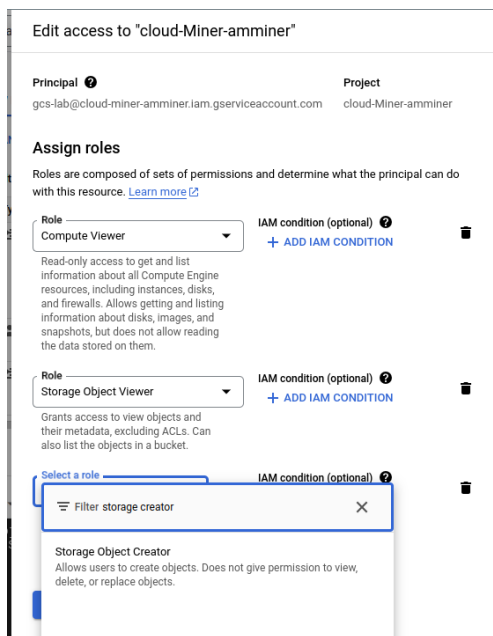 Edit access to "cloud-Miner-amminer"
Principal
Project
gcs-lab@cloud-miner-amminer.iam.gserviceaccount.com
cloud-Miner-amminer
Assign roles
Roles are composed of sets of permissions and determine what the principal can do
with this resource. Learn more
Role
Compute Viewer
IAM condition (optional)
+ ADD IAM CONDITION
Read-only access to get and list
information about all Compute Engine
resources, including instances, disks,
and firewalls. Allows getting and listing
information about disks, images, and
snapshots, but does not allow reading
the data stored on them.
Role
Storage Object Viewer
IAM condition (optional)
+ ADD IAM CONDITION
Grants access to view objects and
their metadata, excluding ACLs. Can
also list the objects in a bucket.
Select a role
IAM condition (optional)
Filter storage creator
Storage Object Creator
Allows users to create objects. Does not give permission to view,
delete, or replace objects.